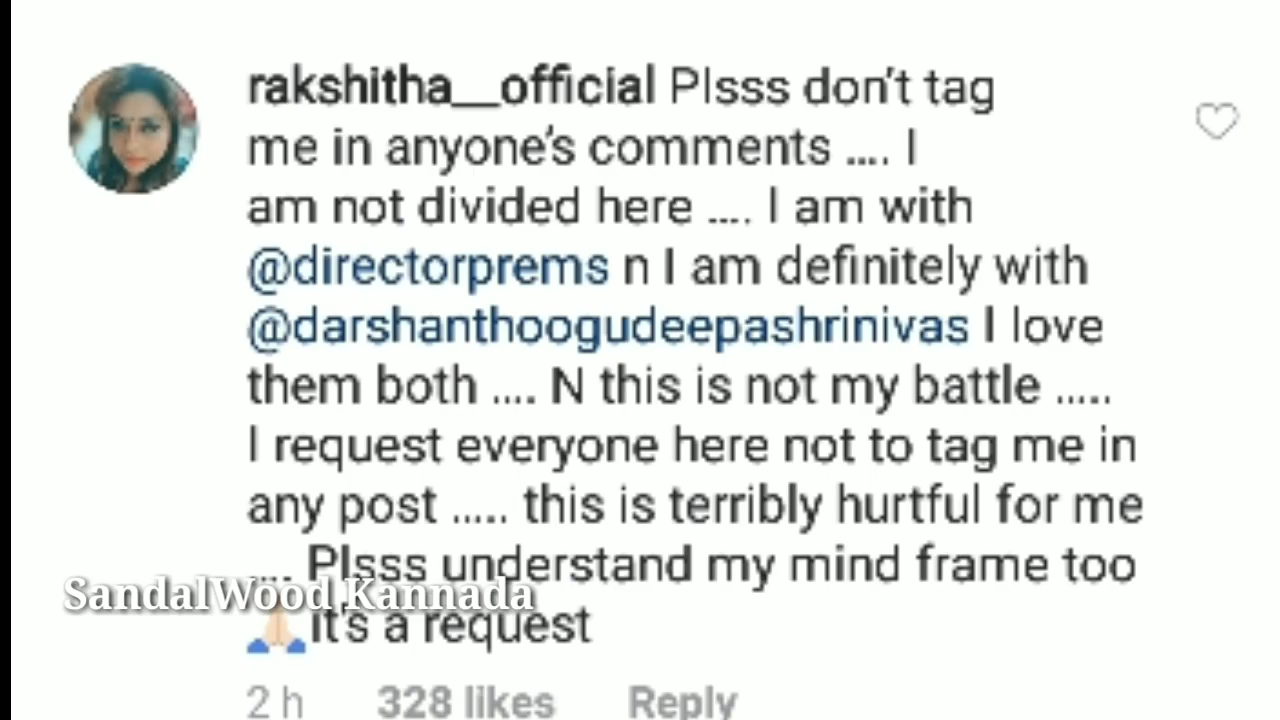 rakshitha__official Plsss don't tag
me in anyone's comments .... I
am not divided here .... I am with
@directorprems n I am definitely with
@darshanthoogudeepashrinivas I love
them both .... N this is not my battle .....
I request everyone here not to tag me in
any post ..... this is terribly hurtful for me
.... Plsss understand my mind frame too
SandalWood Kannada
🙏🏻it's a request
2 h 328 likes Reply